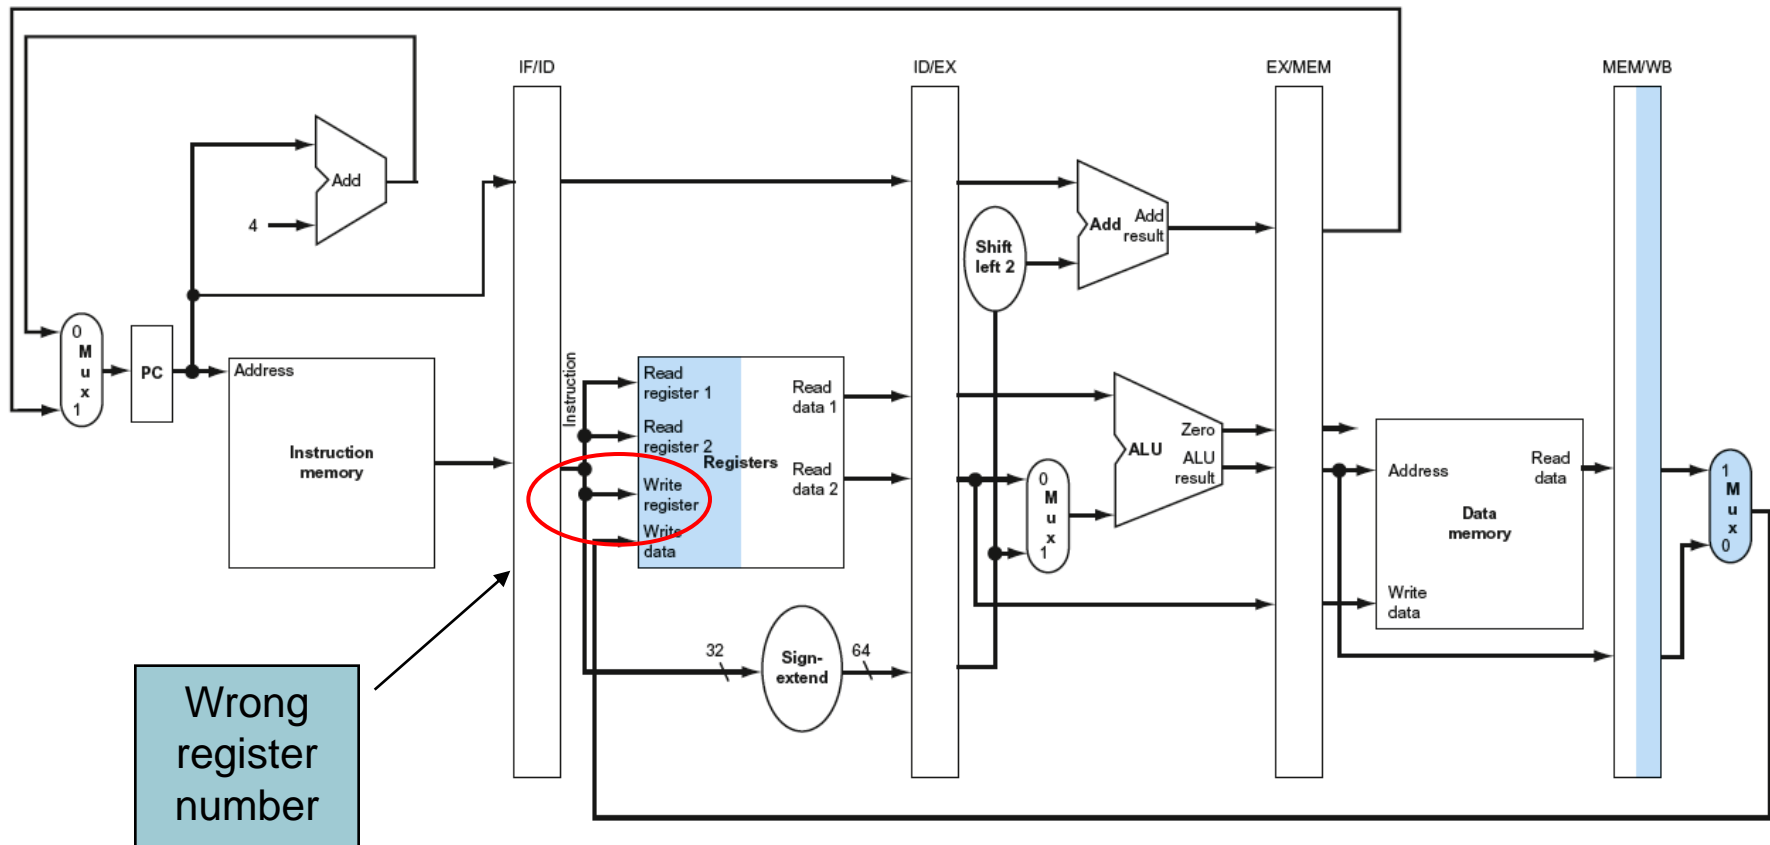 IF/ID
ID/EX
EX/MEM
MEM/WB
Add
4
Add
Add
result
Shift
left 2
0
M
u
x
1
PC
Address
Instruction
memory
Instruction
Read
register 1
Read
register 2
Write
register
Write
data
Registers
Read
data 1
Read
data 2
0
M
u
x
1
ALU
Zero
ALU
result
Address
Read
data
Data
memory
Write
data
1
M
u
x
0
32
Sign-
extend
64
Wrong
register
number